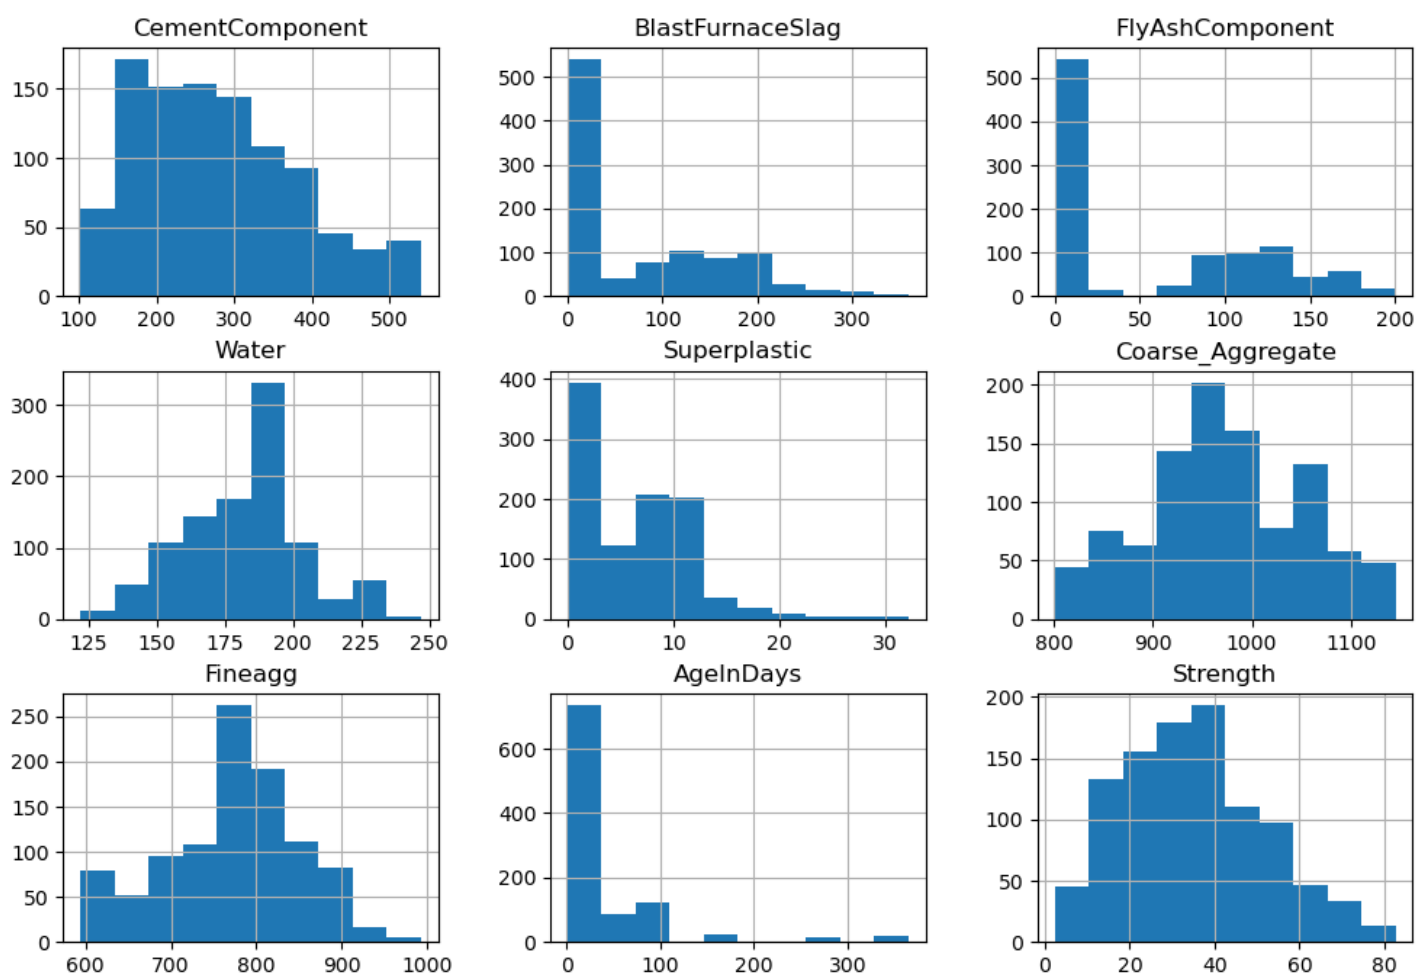 CementComponent
150
100
50
0
100 200 300 400 500
BlastFurnaceSlag
500
400
300
200
100
0
0 100 200 300
FlyAshComponent
500
400
300
200
100
0
0 50 100 150 200
Water
300
200
100
0
125 150 175 200 225 250
Superplastic
400
300
200
100
0
0 10 20 30
Coarse_Aggregate
200
150
100
50
0
800 900 1000 1100
Fineagg
250
200
150
100
50
0
600 700 800 900 1000
AgeInDays
600
400
200
0
0 100 200 300
Strength
200
150
100
50
0
0 20 40 60 80